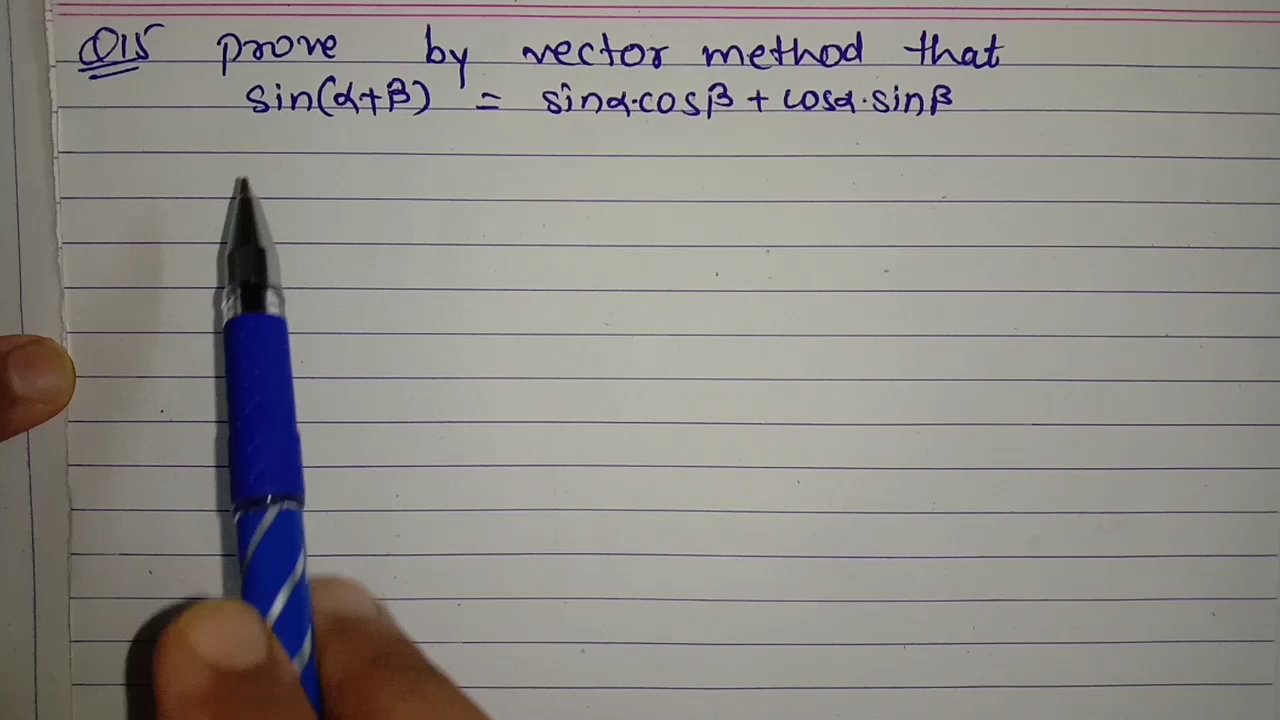 Q15 prove by vector method that
sin(α+β) = sinα·cosβ + cosα·sinβ